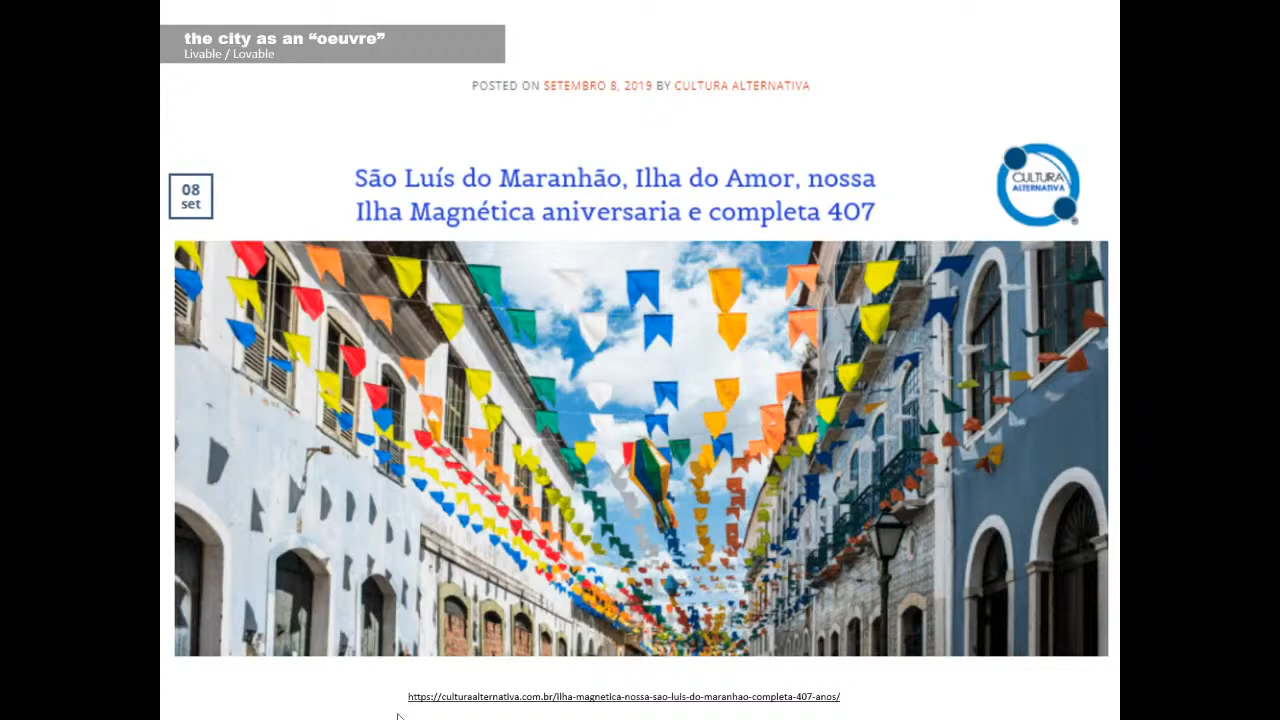 the city as an “oeuvre”
Livable / Lovable
POSTED ON SETEMBRO 8, 2019 BY CULTURA ALTERNATIVA
08
set
São Luís do Maranhão, Ilha do Amor, nossa
Ilha Magnética aniversaria e completa 407
CULTURA
ALTERNATIVA
https://culturaalternativa.com.br/ilha-magnetica-nossa-sao-luis-do-maranhao-completa-407-anos/